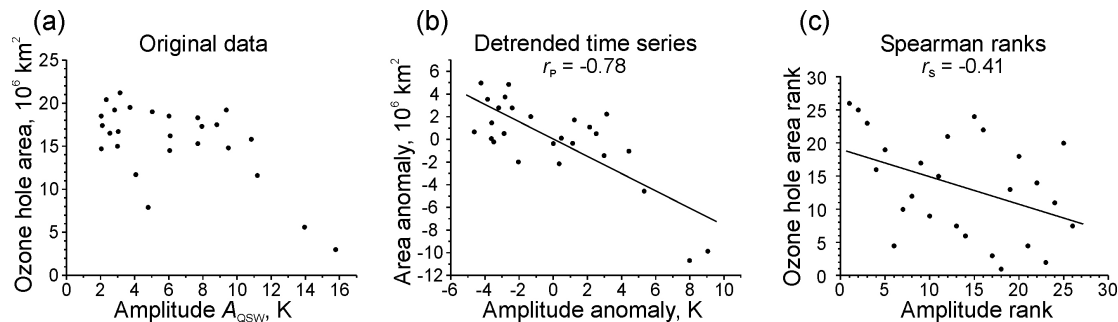 (a)
Original data
Ozone hole area, 10⁶ km²
25
20
15
10
5
0
0 2 4 6 8 10 12 14 16
Amplitude A_QSW, K
(b)
Detrended time series
r_P = -0.78
Area anomaly, 10⁶ km²
6
4
2
0
-2
-4
-6
-8
-10
-12
-6 -4 -2 0 2 4 6 8 10
Amplitude anomaly, K
(c)
Spearman ranks
r_S = -0.41
Ozone hole area rank
30
25
20
15
10
5
0
0 5 10 15 20 25 30
Amplitude rank